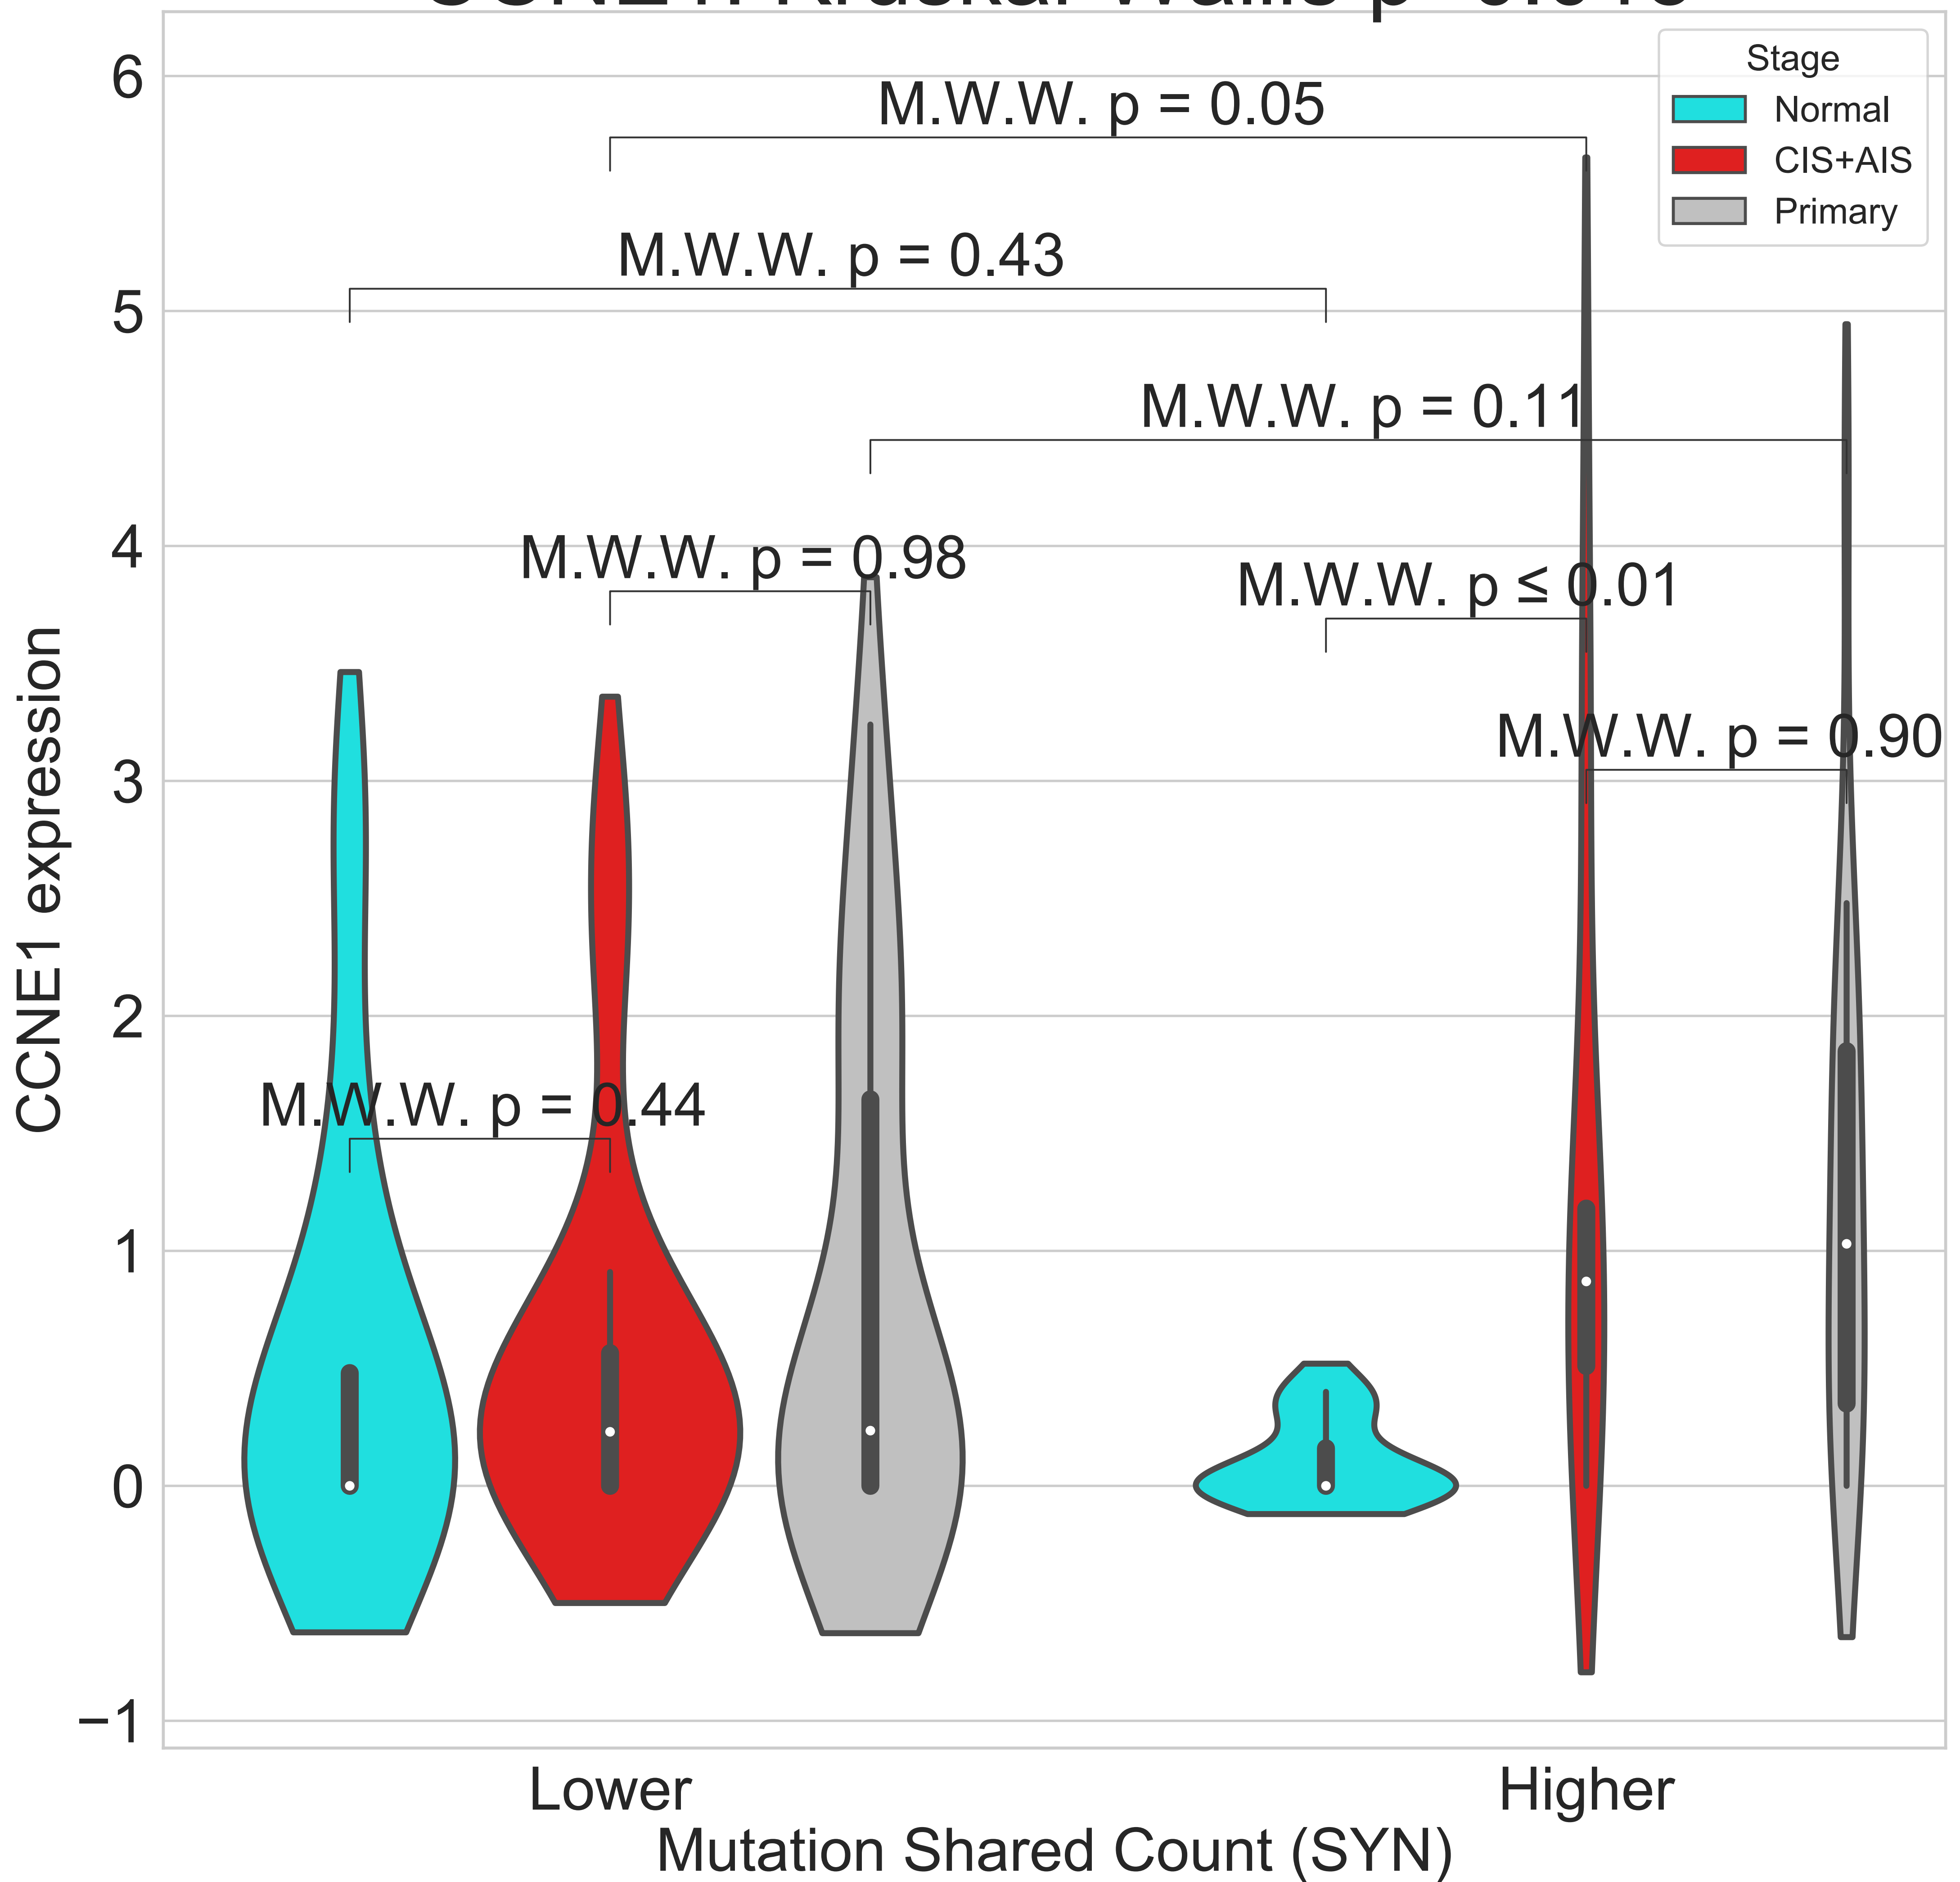 Stage
Normal
CIS+AIS
Primary
M.W.W. p = 0.05
M.W.W. p = 0.43
M.W.W. p = 0.11
M.W.W. p = 0.98
M.W.W. p ≤ 0.01
M.W.W. p = 0.90
M.W.W. p = 0.44
6
5
4
3
2
1
0
−1
CCNE1 expression
Lower
Higher
Mutation Shared Count (SYN)